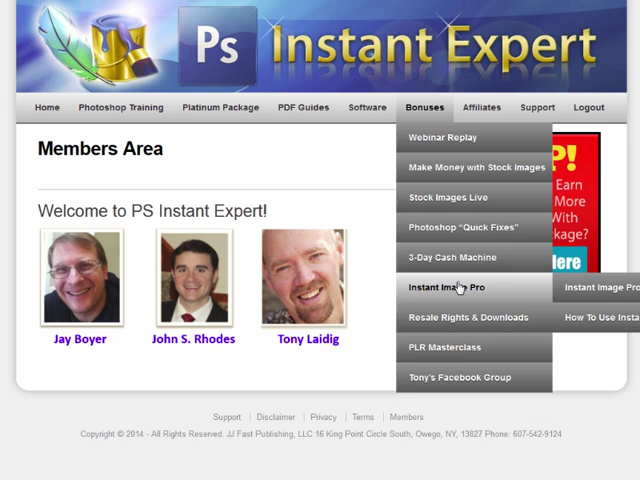 Ps Instant Expert
Home Photoshop Training Platinum Package PDF Guides Software Bonuses Affiliates Support Logout
Members Area
Webinar Replay
Make Money with Stock Images
Stock Images Live
Photoshop "Quick Fixes"
3-Day Cash Machine
Instant Image Pro
Resale Rights & Downloads
PLR Masterclass
Tony's Facebook Group
Instant Image Pro
How To Use Insta
P!
Earn
More
With
kage?
Here
Welcome to PS Instant Expert!
Jay Boyer John S. Rhodes Tony Laidig
Support Disclaimer Privacy Terms Members
Copyright © 2014 - All Rights Reserved. JJ Fast Publishing, LLC 16 King Point Circle South, Owego, NY, 13827 Phone: 607-542-9124